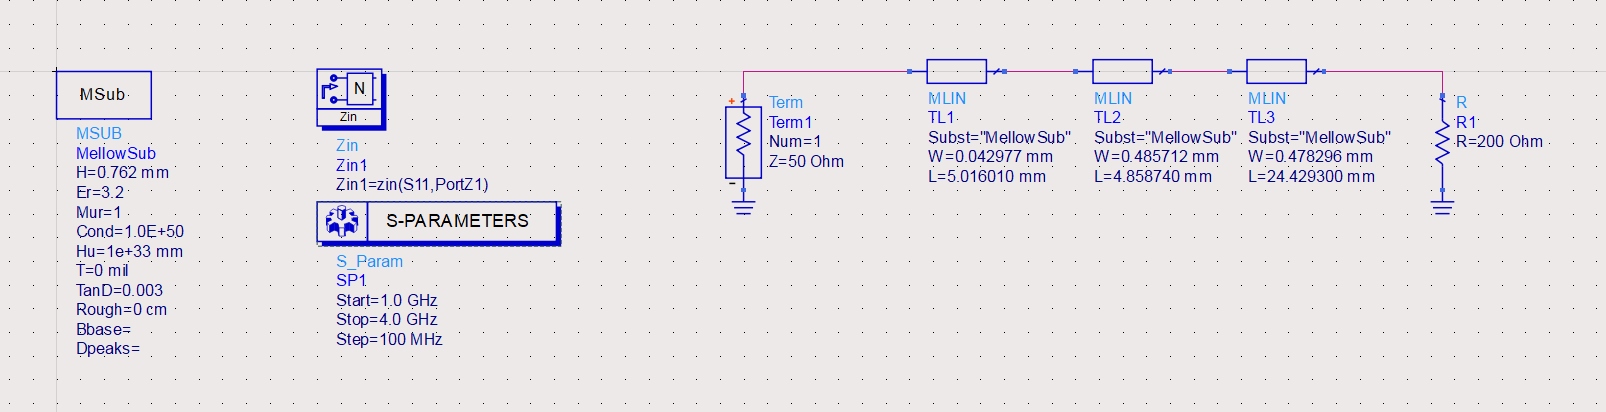 MSub
MSUB
MellowSub
H=0.762 mm
Er=3.2
Mur=1
Cond=1.0E+50
Hu=1e+33 mm
T=0 mil
TanD=0.003
Rough=0 cm
Bbase=
Dpeaks=
N
Zin
Zin
Zin1
Zin1=zin(S11,PortZ1)
S-PARAMETERS
S_Param
SP1
Start=1.0 GHz
Stop=4.0 GHz
Step=100 MHz
+
-
Term
Term1
Num=1
Z=50 Ohm
MLIN
TL1
Subst="MellowSub"
W=0.042977 mm
L=5.016010 mm
MLIN
TL2
Subst="MellowSub"
W=0.485712 mm
L=4.858740 mm
MLIN
TL3
Subst="MellowSub"
W=0.478296 mm
L=24.429300 mm
R
R1
R=200 Ohm